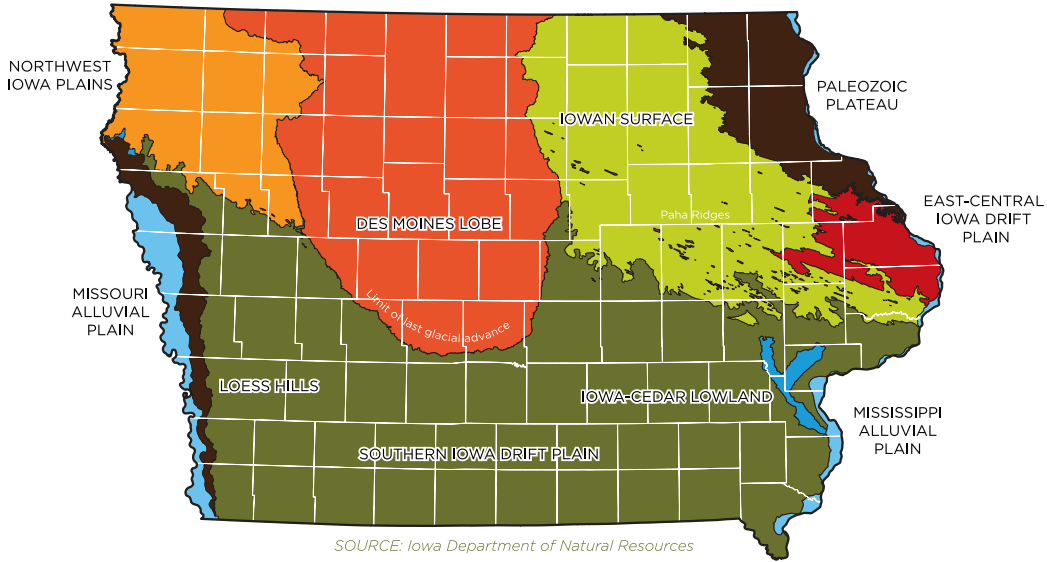 NORTHWEST
IOWA PLAINS
PALEOZOIC
PLATEAU
IOWAN SURFACE
EAST-CENTRAL
IOWA DRIFT
PLAIN
Paha Ridges
DES MOINES LOBE
MISSOURI
ALLUVIAL
PLAIN
Limit of last glacial advance
LOESS HILLS
IOWA-CEDAR LOWLAND
MISSISSIPPI
ALLUVIAL
PLAIN
SOUTHERN IOWA DRIFT PLAIN
SOURCE: Iowa Department of Natural Resources